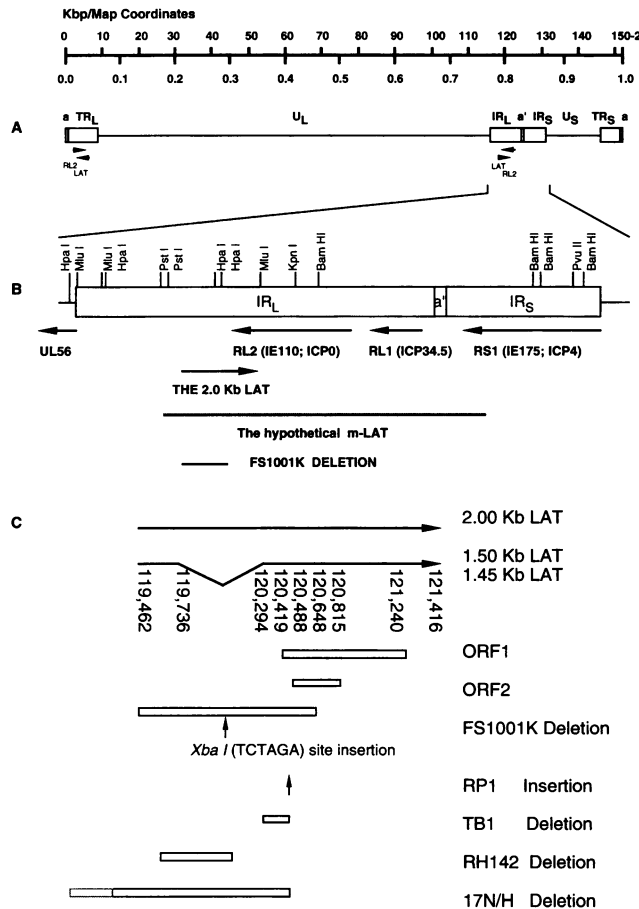 Kbp/Map Coordinates
0 10 20 30 40 50 60 70 80 90 100 110 120 130 140 150-2
0.0 0.1 0.2 0.3 0.4 0.5 0.6 0.7 0.8 0.9 1.0
A
a TRL UL IRL a' IRS US TRS a
RL2 LAT
LAT RL2
Hpa I Mlu I Mlu I Hpa I Pst I Pst I Hpa I Hpa I Mlu I Kpn I Bam HI Bam HI Bam HI Pvu II Bam HI
B
IRL a' IRS
UL56 RL2 (IE110; ICP0) RL1 (ICP34.5) RS1 (IE175; ICP4)
THE 2.0 Kb LAT
The hypothetical m-LAT
FS1001K DELETION
C
2.00 Kb LAT
1.50 Kb LAT
1.45 Kb LAT
119,462 119,736 120,294 120,419 120,488 120,648 120,815 121,240 121,416
ORF1
ORF2
FS1001K Deletion
Xba I (TCTAGA) site insertion
RP1 Insertion
TB1 Deletion
RH142 Deletion
17N/H Deletion